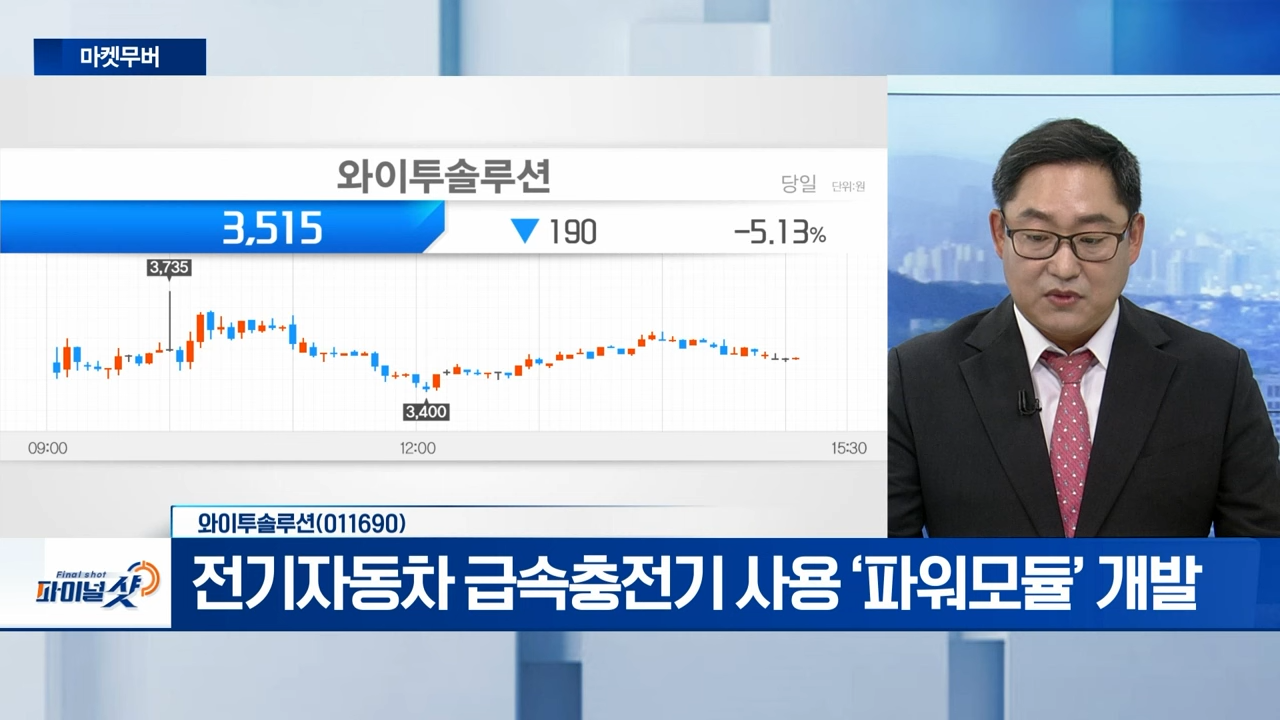 마켓무버
와이투솔루션
당일 단위:원
3,515 ▼ 190 -5.13%
3,735
3,400
09:00 12:00 15:30
와이투솔루션(011690)
Final shot
파이널샷
전기자동차 급속충전기 사용 ‘파워모듈’ 개발